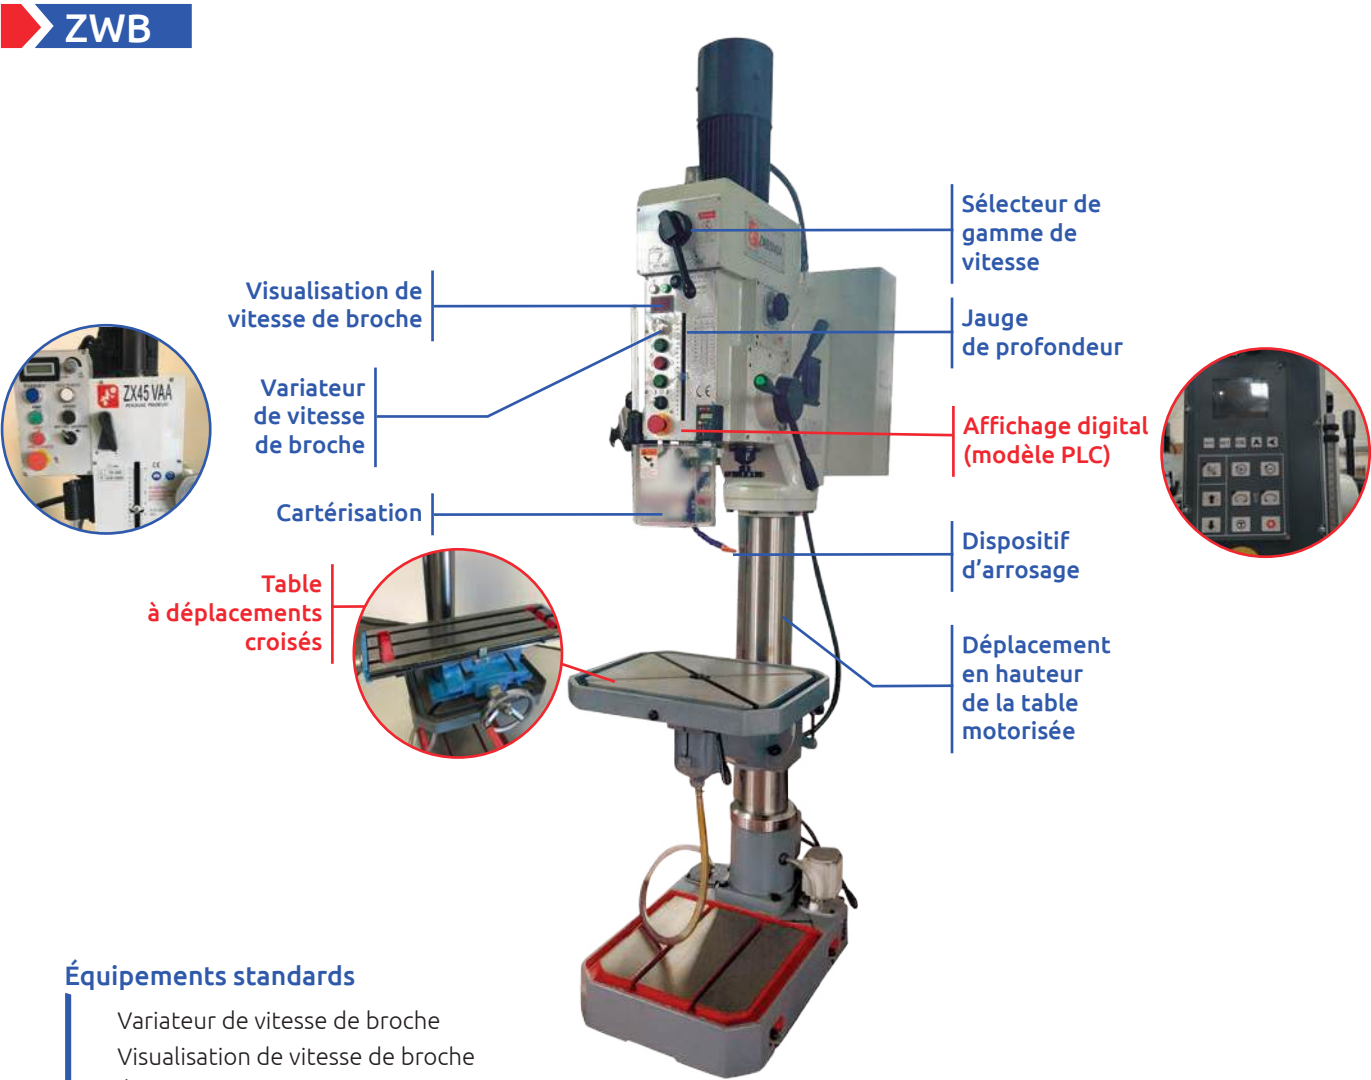 ZWB
Sélecteur de
gamme de
vitesse
Visualisation de
vitesse de broche
Jauge
de profondeur
Variateur
de vitesse
de broche
ZX45 VAA
Affichage digital
(modèle PLC)
Cartérisation
Dispositif
d'arrosage
Table
à déplacements
croisés
Déplacement
en hauteur
de la table
motorisée
Équipements standards
Variateur de vitesse de broche
Visualisation de vitesse de broche